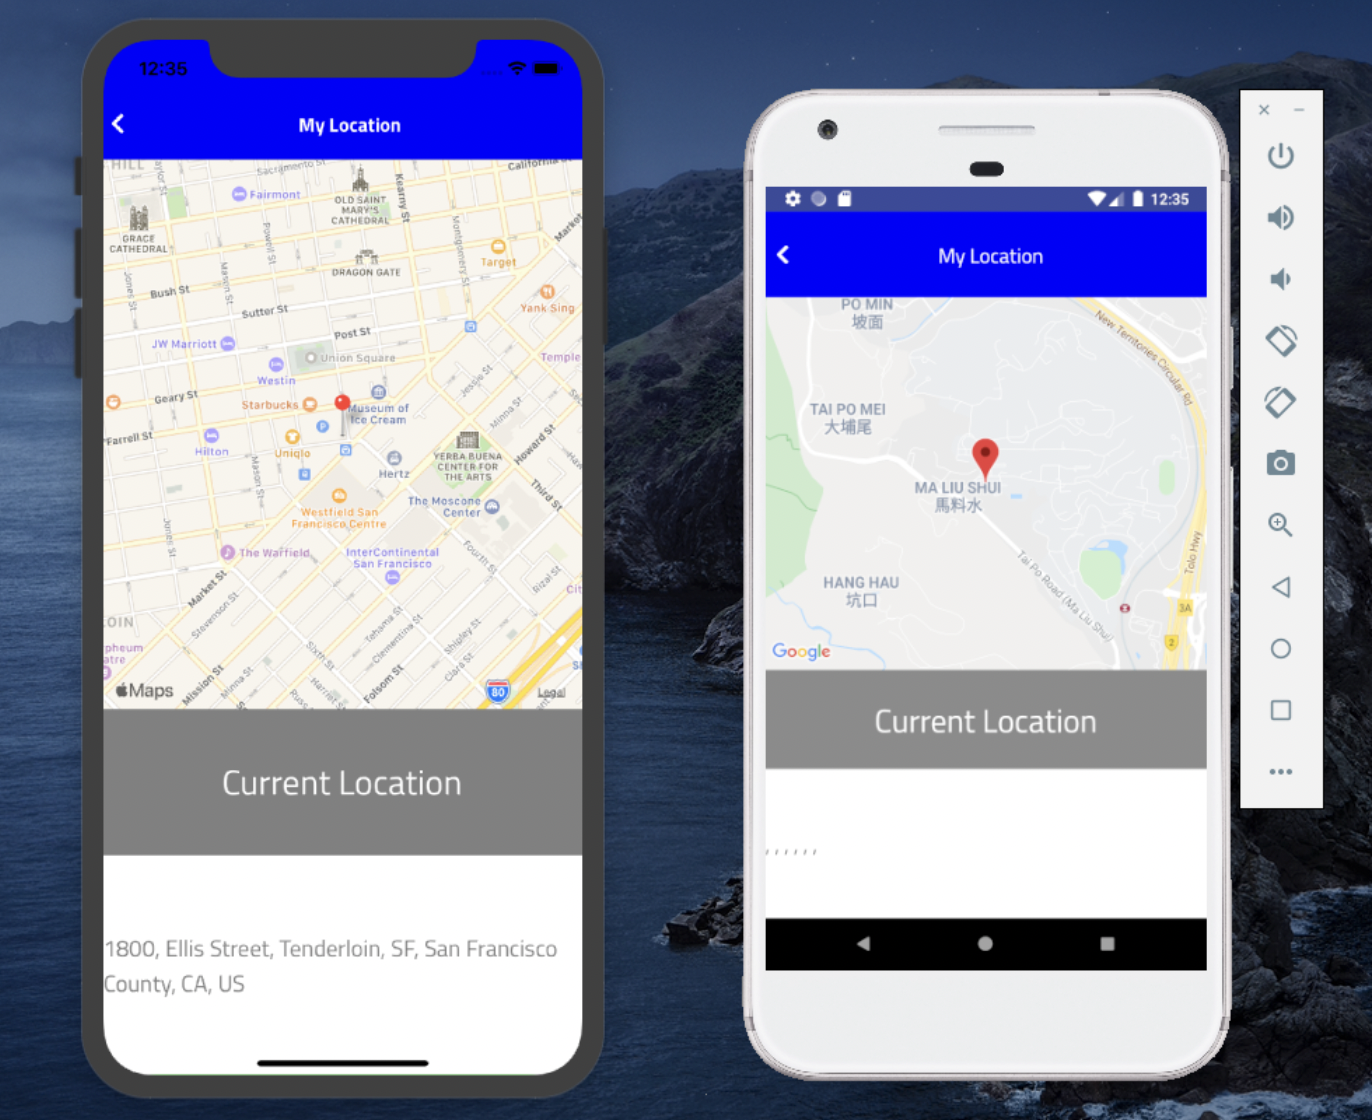 12:35
My Location
HILL
Taylor St
Sacramento St
California
Fairmont
OLD SAINT
MARY'S
CATHEDRAL
Kearny St
GRACE
CATHEDRAL
Powell St
Montgomery St
Market
DRAGON GATE
Target
Jones St
Mason St
Bush St
Sutter St
Yank Sing
Post St
JW Marriott
Union Square
Temple
Westin
Jessie St
Geary St
Starbucks
Museum of
Ice Cream
Minna St
'Farrell St
Hilton
Uniqlo
YERBA BUENA
CENTER FOR
THE ARTS
Howard St
Mason St
Hertz
Third St
Westfield San
Francisco Centre
The Moscone
Center
Jones St
The Warfield
InterContinental
San Francisco
Fourth St
Market St
Rizal St
Cit
Stevenson St
OIN
Tehama St
Clementina St
Shipley St
pheum
atre
Sixth St
Clara St
Mission St
Minna St
Folsom St
Maps
80
Legal
Current Location
1800, Ellis Street, Tenderloin, SF, San Francisco
County, CA, US
12:35
My Location
PO MIN
坡面
New Territories Circular Rd
TAI PO MEI
大埔尾
MA LIU SHUI
馬料水
Tai Po Road (Ma Liu Shui)
Tolo Hwy
HANG HAU
坑口
3A
2
Google
Current Location
, , , , , ,